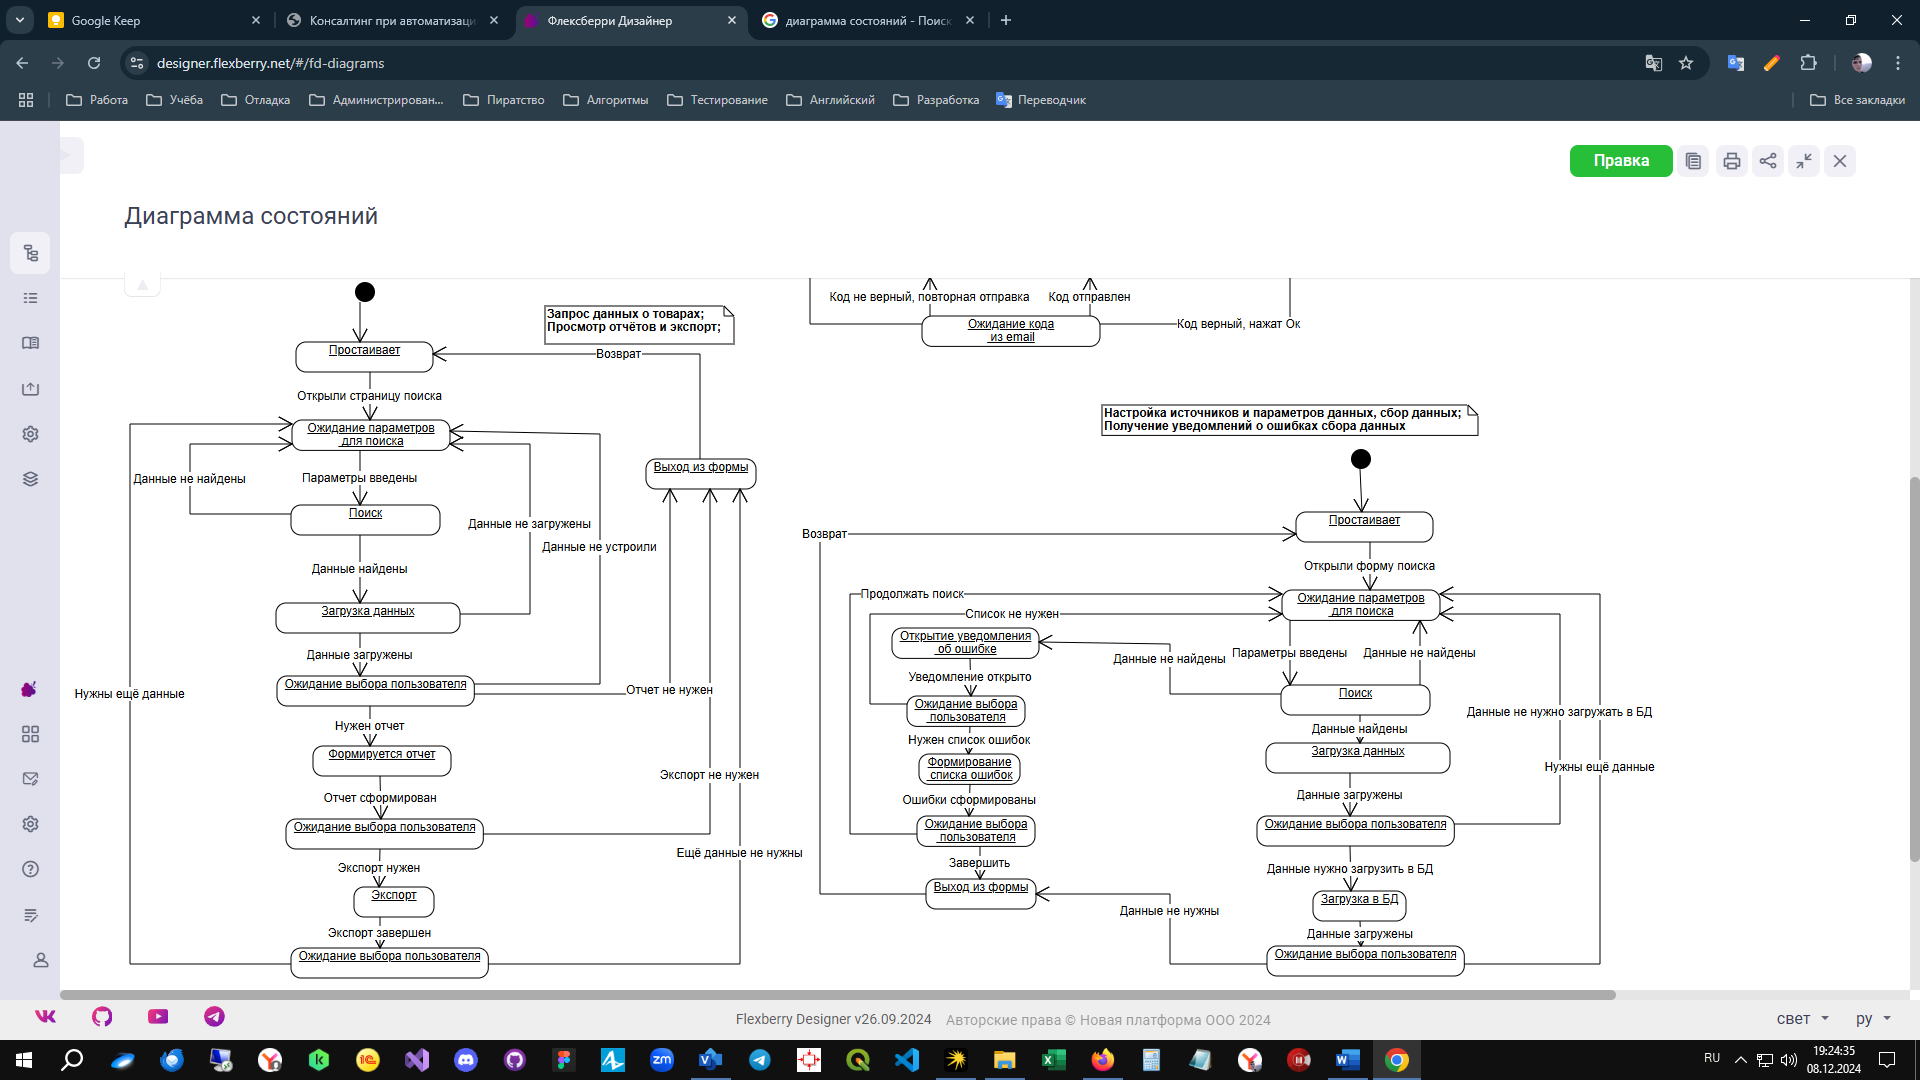 Google Keep
Консалтинг при автоматизаци
Флексберри Дизайнер
диаграмма состояний - Поиск
designer.flexberry.net/#/fd-diagrams
Работа
Учёба
Отладка
Администрирован...
Пиратство
Алгоритмы
Тестирование
Английский
Разработка
Переводчик
Все закладки
Правка
Диаграмма состояний
Запрос данных о товарах;
Просмотр отчётов и экспорт;
Простаивает
Возврат
Открыли страницу поиска
Ожидание параметров
для поиска
Данные не найдены
Параметры введены
Выход из формы
Поиск
Данные не загружены
Данные не устроили
Данные найдены
Загрузка данных
Данные загружены
Ожидание выбора пользователя
Отчет не нужен
Нужны ещё данные
Нужен отчет
Формируется отчет
Экспорт не нужен
Отчет сформирован
Ожидание выбора пользователя
Ещё данные не нужны
Экспорт нужен
Экспорт
Экспорт завершен
Ожидание выбора пользователя
Код не верный, повторная отправка
Код отправлен
Ожидание кода
из email
Код верный, нажат Ок
Настройка источников и параметров данных, сбор данных;
Получение уведомлений о ошибках сбора данных
Простаивает
Возврат
Открыли форму поиска
Продолжать поиск
Ожидание параметров
для поиска
Список не нужен
Открытие уведомления
об ошибке
Данные не найдены
Параметры введены
Данные не найдены
Уведомление открыто
Поиск
Ожидание выбора
пользователя
Данные не нужно загружать в БД
Данные найдены
Нужен список ошибок
Загрузка данных
Формирование
списка ошибок
Нужны ещё данные
Данные загружены
Ошибки сформированы
Ожидание выбора
пользователя
Ожидание выбора пользователя
Завершить
Данные нужно загрузить в БД
Выход из формы
Загрузка в БД
Данные не нужны
Данные загружены
Ожидание выбора пользователя
Flexberry Designer v26.09.2024
Авторские права © Новая платформа ООО 2024
свет
ру
RU
19:24:35
08.12.2024